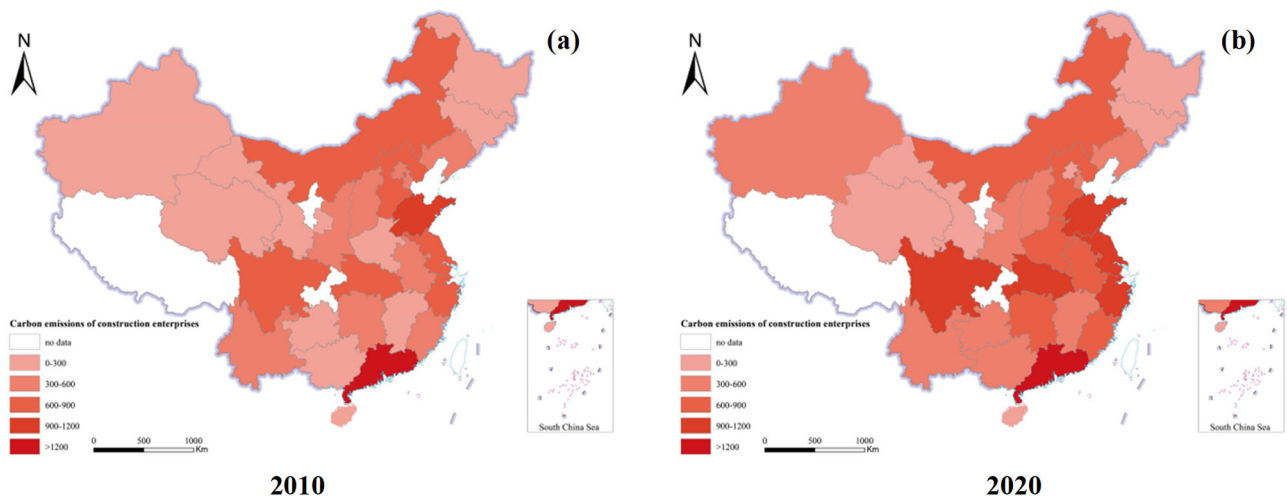 N
(a)
Carbon emissions of construction enterprises
no data
0-300
300-600
600-900
900-1200
>1200
0 500 1000
Km
South China Sea
2010
N
(b)
Carbon emissions of construction enterprises
no data
0-300
300-600
600-900
900-1200
>1200
0 500 1000
Km
South China Sea
2020